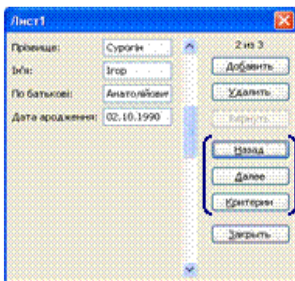 Лист1
Прізвище: Сурогін
2 из 3
Ім'я: Ігор
Добавить
По батькові: Анатолійович
Удалить
Дата народження: 02.10.1990
Вернуть
Назад
Далее
Критерии
Закрыть